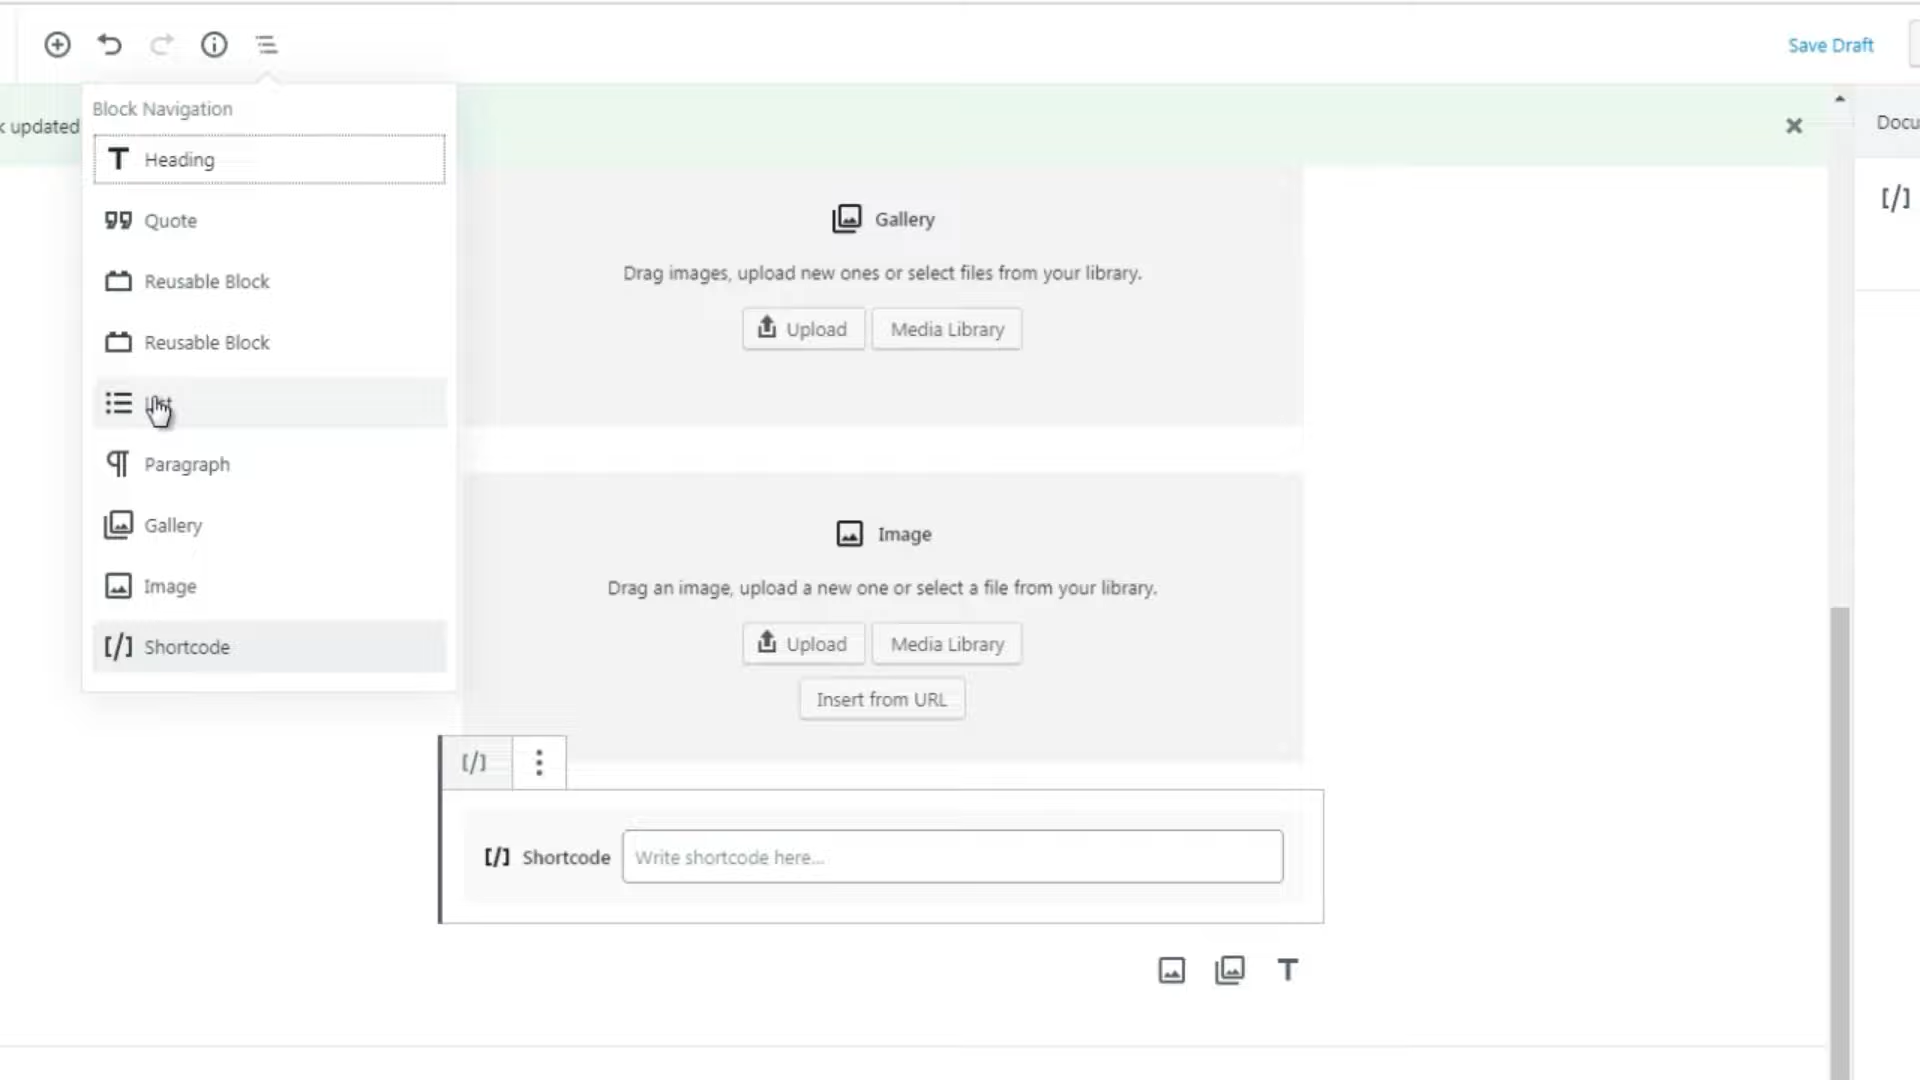 Save Draft
Block Navigation
updated
Docu
Heading
Quote
Reusable Block
Reusable Block
Paragraph
Gallery
Image
[/] Shortcode
Gallery
Drag images, upload new ones or select files from your library.
Upload
Media Library
Image
Drag an image, upload a new one or select a file from your library.
Upload
Media Library
Insert from URL
[/]
[/] Shortcode
Write shortcode here...
[/]